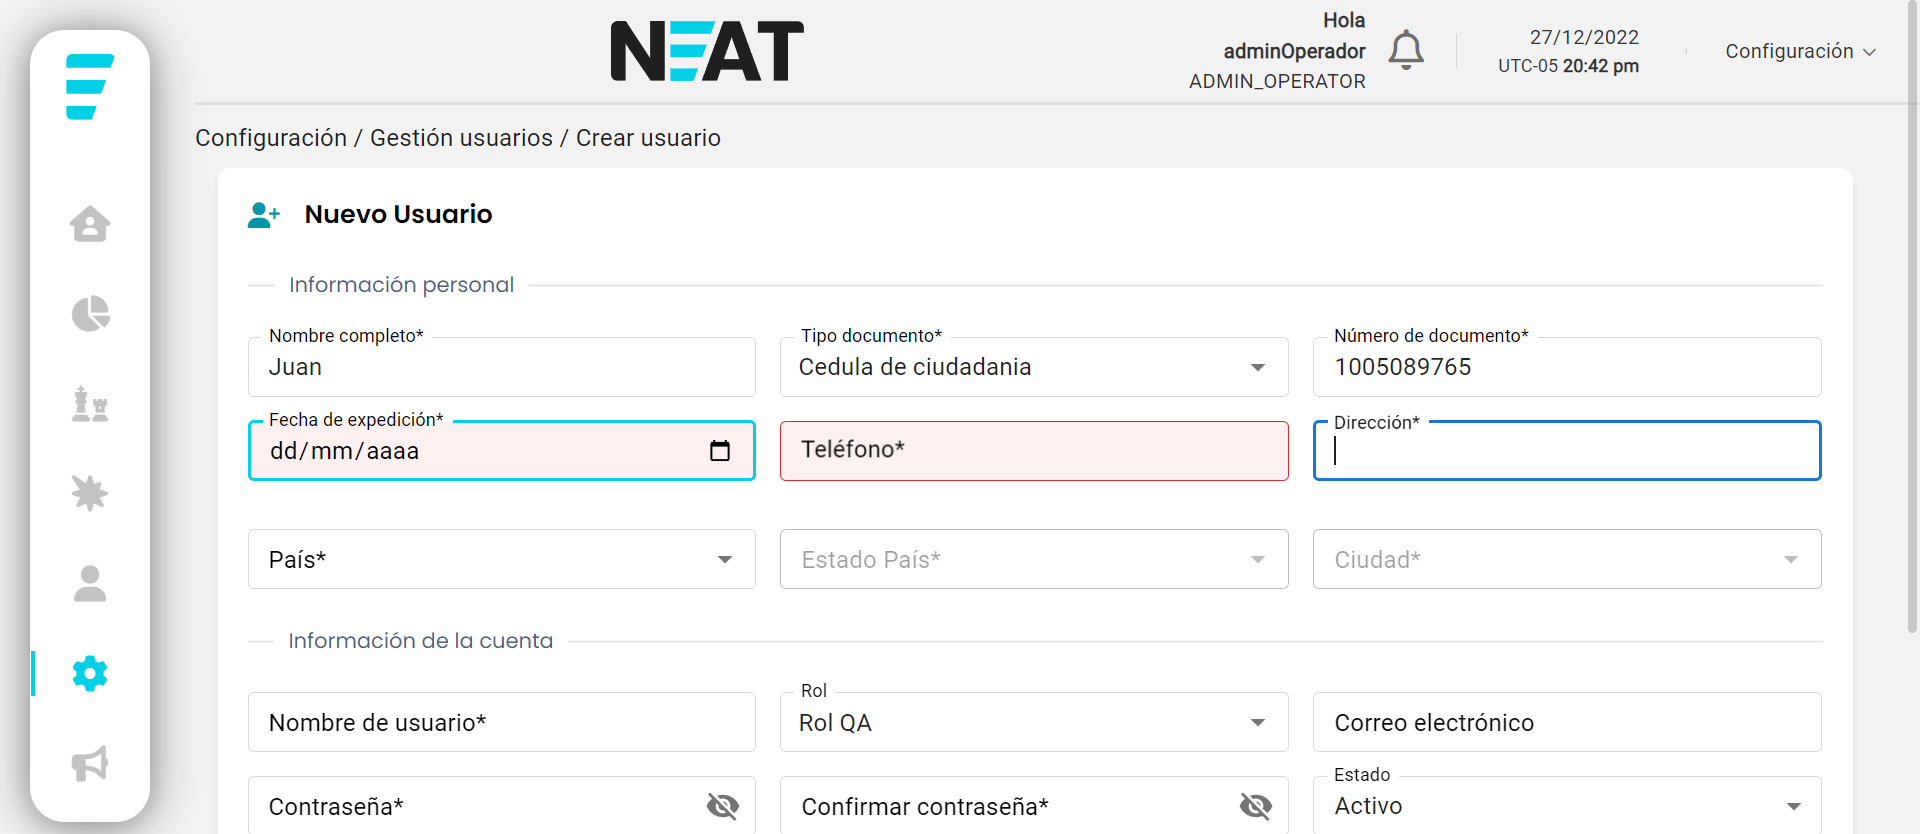 NEAT
Hola
adminOperador
ADMIN_OPERATOR
27/12/2022
UTC-05 20:42 pm
Configuración
Configuración / Gestión usuarios / Crear usuario
Nuevo Usuario
Información personal
Nombre completo*
Juan
Tipo documento*
Cedula de ciudadania
Número de documento*
1005089765
Fecha de expedición*
dd/mm/aaaa
Teléfono*
Dirección*
País*
Estado País*
Ciudad*
Información de la cuenta
Nombre de usuario*
Rol
Rol QA
Correo electrónico
Contraseña*
Confirmar contraseña*
Estado
Activo